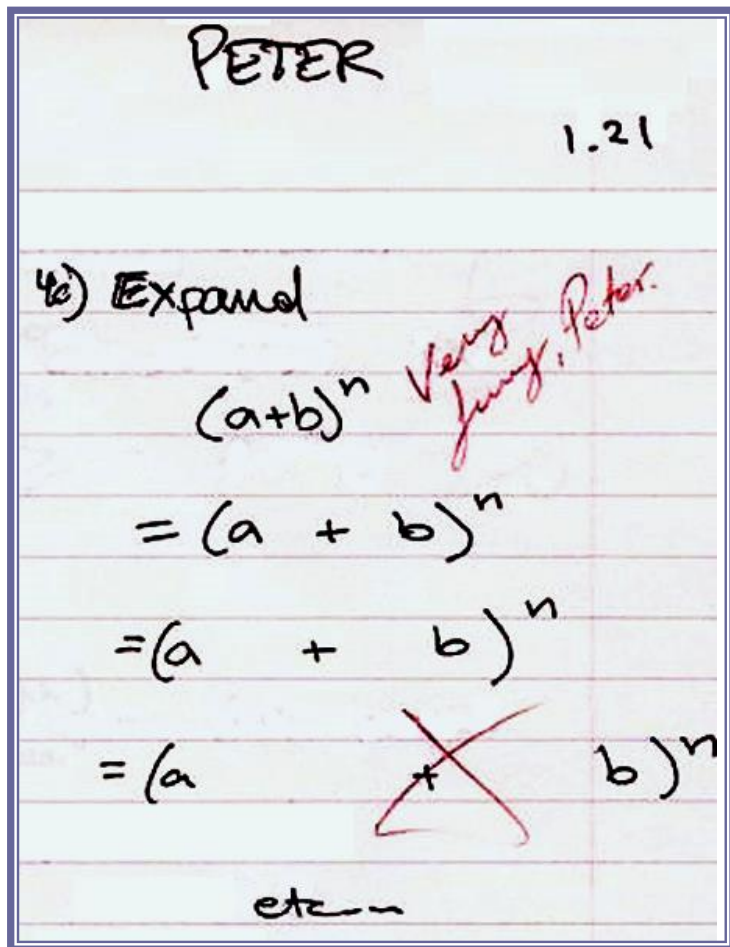 PETER
1.21
4c) Expand
Very
funny, Peter.
(a+b)ⁿ
= (a + b)ⁿ
=(a + b)ⁿ
= (a + b)ⁿ
etc...